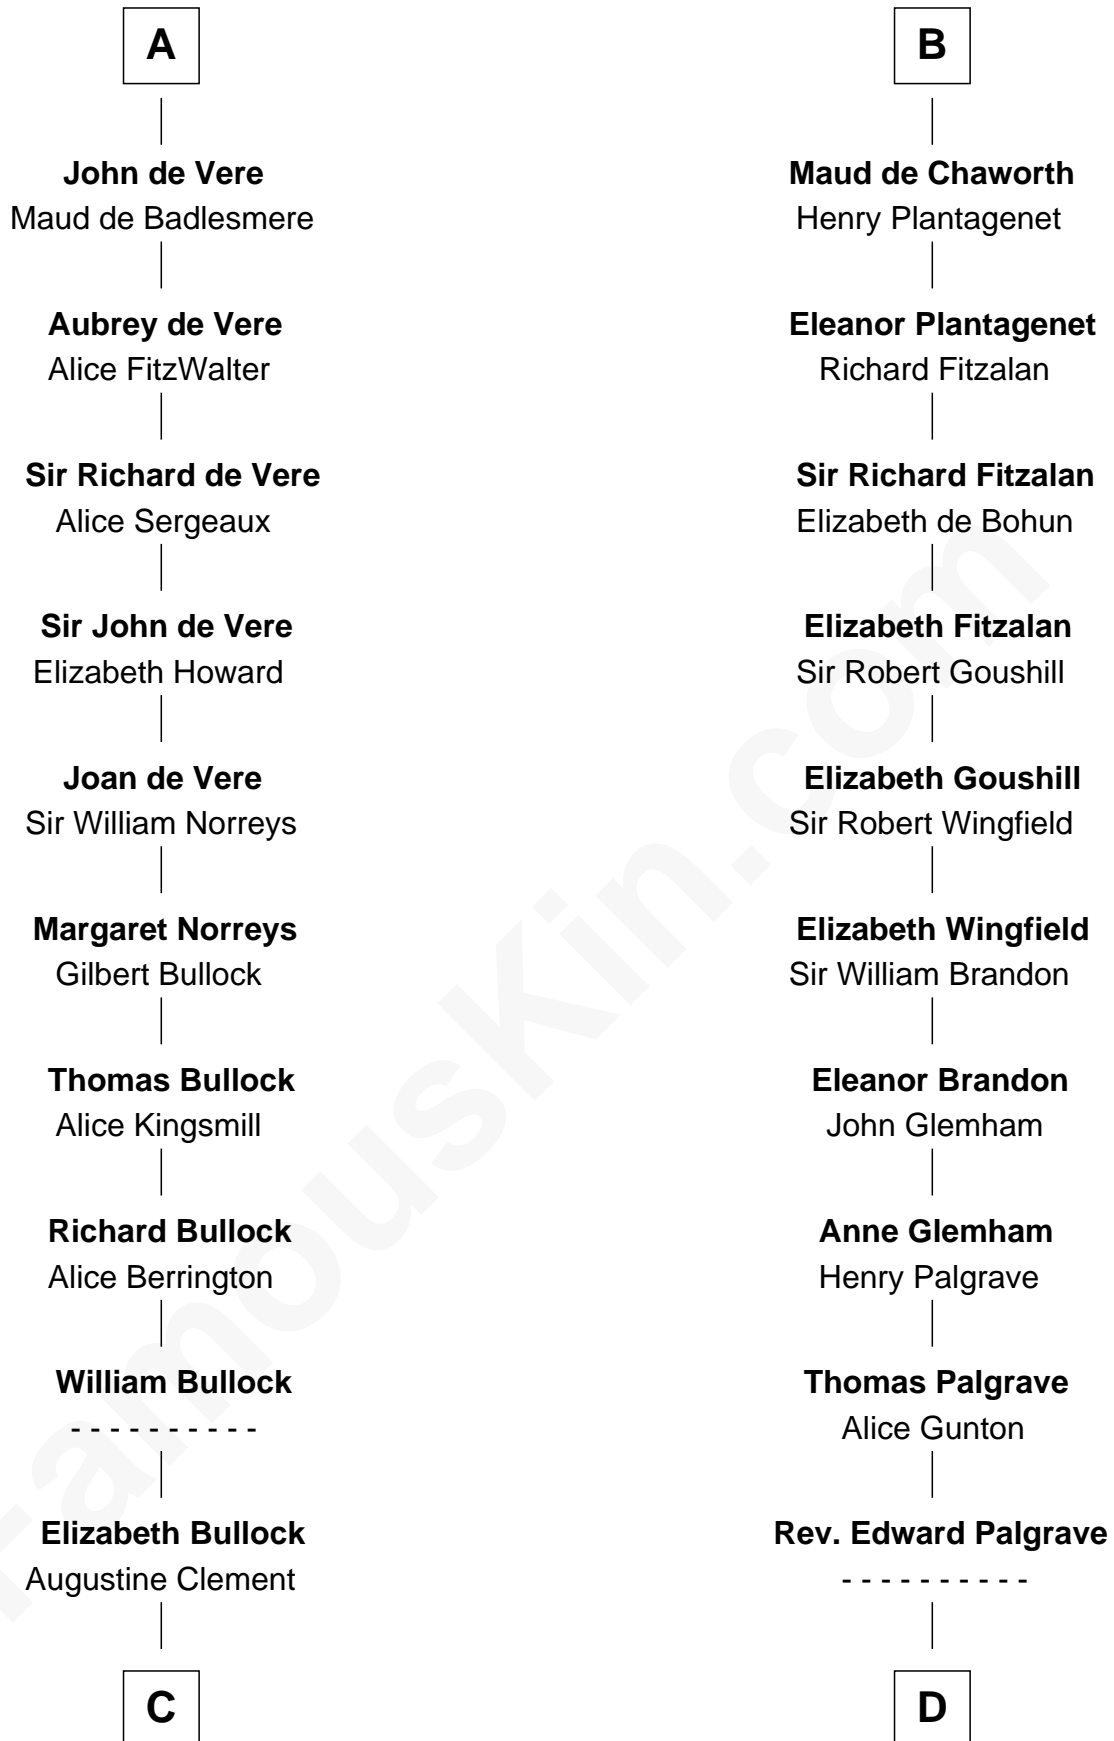 A
John de Vere
Maud de Badlesmere
Aubrey de Vere
Alice FitzWalter
Sir Richard de Vere
Alice Sergeaux
Sir John de Vere
Elizabeth Howard
Joan de Vere
Sir William Norreys
Margaret Norreys
Gilbert Bullock
Thomas Bullock
Alice Kingsmill
Richard Bullock
Alice Berrington
William Bullock
- - - - - - - - - -
Elizabeth Bullock
Augustine Clement
C
B
Maud de Chaworth
Henry Plantagenet
Eleanor Plantagenet
Richard Fitzalan
Sir Richard Fitzalan
Elizabeth de Bohun
Elizabeth Fitzalan
Sir Robert Goushill
Elizabeth Goushill
Sir Robert Wingfield
Elizabeth Wingfield
Sir William Brandon
Eleanor Brandon
John Glemham
Anne Glemham
Henry Palgrave
Thomas Palgrave
Alice Gunton
Rev. Edward Palgrave
- - - - - - - - - -
D
FamousKin.com